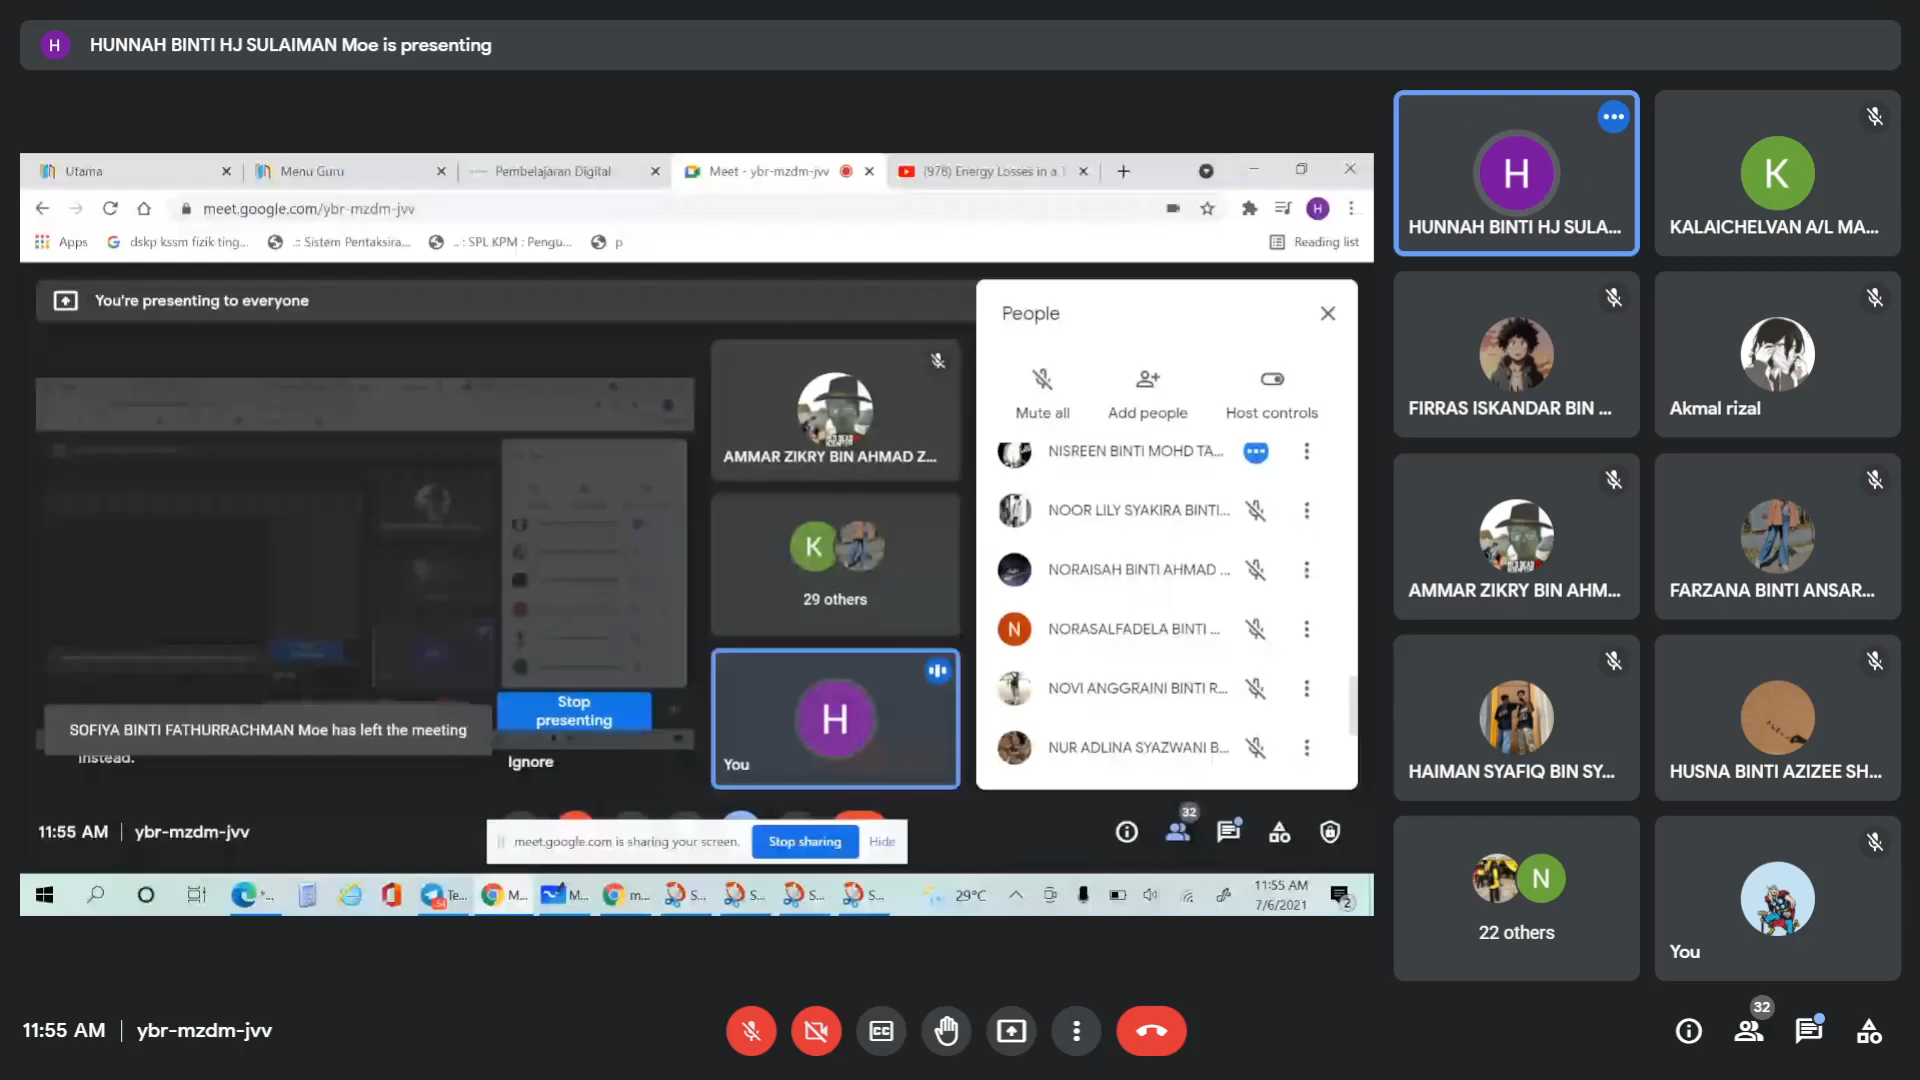 H HUNNAH BINTI HJ SULAIMAN Moe is presenting
Utama
Menu Guru
Pembelajaran Digital
Meet - ybr-mzdm-jvv
(978) Energy Losses in a T
meet.google.com/ybr-mzdm-jvv
H
Apps
dskp kssm fizik ting...
.:: Sistem Pentaksira...
..: SPL KPM : Pengu...
p
Reading list
You're presenting to everyone
People
Mute all
Add people
Host controls
AMMAR ZIKRY BIN AHMAD Z...
NISREEN BINTI MOHD TA...
NOOR LILY SYAKIRA BINTI...
K
29 others
NORAISAH BINTI AHMAD ...
N NORASALFADELA BINTI ...
NOVI ANGGRAINI BINTI R...
NUR ADLINA SYAZWANI B...
Stop presenting
SOFIYA BINTI FATHURRACHMAN Moe has left the meeting
instead.
Ignore
H
You
11:55 AM | ybr-mzdm-jvv
meet.google.com is sharing your screen.
Stop sharing
Hide
32
Te...
M...
M...
m...
S...
S...
S...
S...
29°C
11:55 AM
7/6/2021
2
H
HUNNAH BINTI HJ SULA...
K
KALAICHELVAN A/L MA...
FIRRAS ISKANDAR BIN ...
Akmal rizal
AMMAR ZIKRY BIN AHM...
FARZANA BINTI ANSAR...
HAIMAN SYAFIQ BIN SY...
HUSNA BINTI AZIZEE SH...
N
22 others
You
11:55 AM | ybr-mzdm-jvv
CC
32